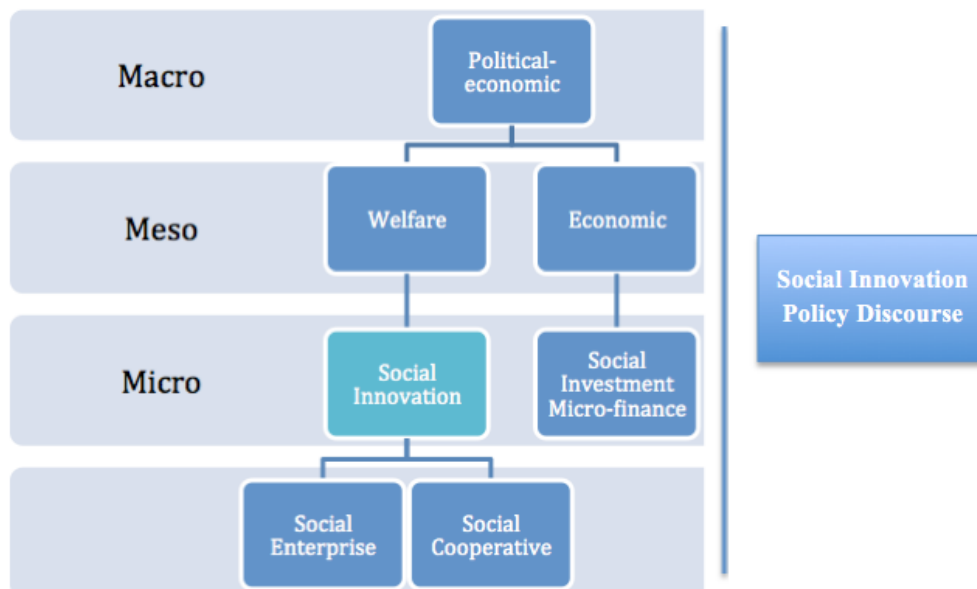 Macro
Political-
economic
Meso
Welfare
Economic
Social Innovation
Policy Discourse
Micro
Social
Innovation
Social
Investment
Micro-finance
Social
Enterprise
Social
Cooperative